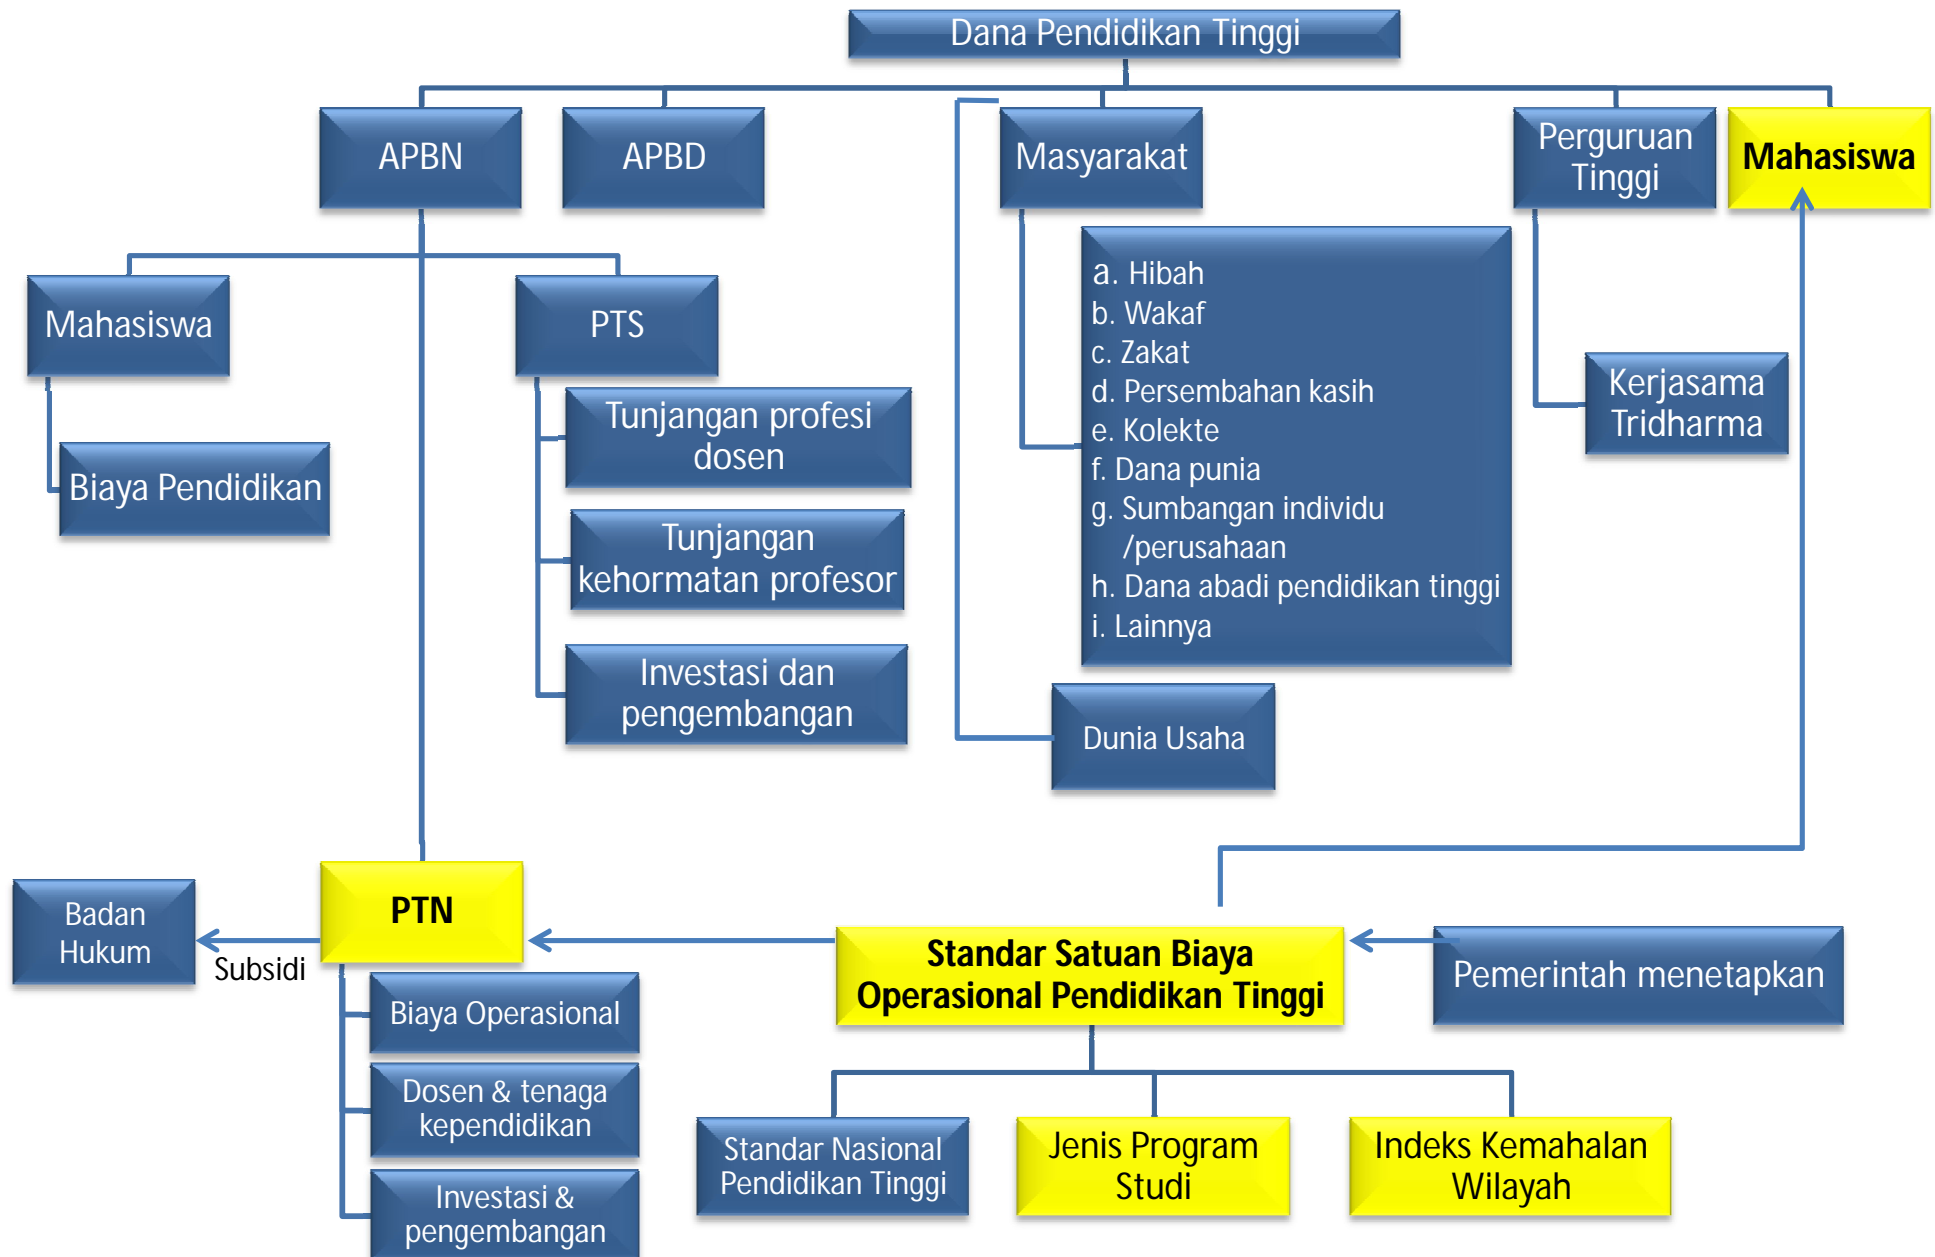 Dana Pendidikan Tinggi
APBN
APBD
Masyarakat
Perguruan
Tinggi
Mahasiswa
Mahasiswa
PTS
a. Hibah
b. Wakaf
c. Zakat
d. Persembahan kasih
e. Kolekte
f. Dana punia
g. Sumbangan individu
/perusahaan
h. Dana abadi pendidikan tinggi
i. Lainnya
Kerjasama
Tridharma
Biaya Pendidikan
Tunjangan profesi
dosen
Tunjangan
kehormatan profesor
Investasi dan
pengembangan
Dunia Usaha
Badan
Hukum
Subsidi
PTN
Standar Satuan Biaya
Operasional Pendidikan Tinggi
Pemerintah menetapkan
Biaya Operasional
Dosen & tenaga
kependidikan
Investasi &
pengembangan
Standar Nasional
Pendidikan Tinggi
Jenis Program
Studi
Indeks Kemahalan
Wilayah